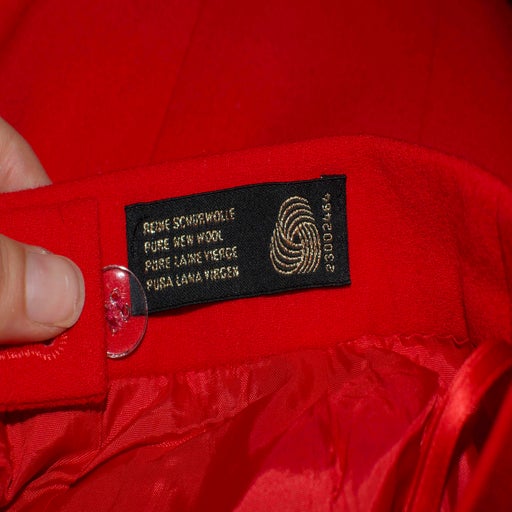 REINE SCHURWOLLE
PURE NEW WOOL
PURE LAINE VIERGE
PURA LANA VIRGEN
23002464